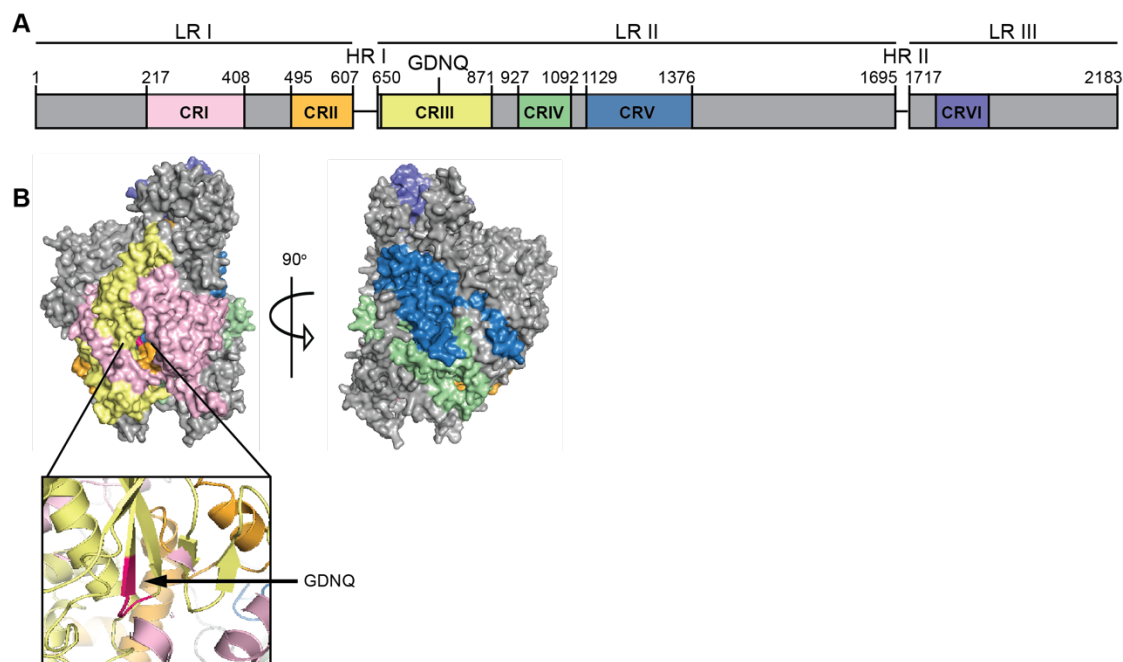 A
LR I
LR II
LR III
HR I
GDNQ
HR II
1 217 408 495 607 650 871 927 1092 1129 1376 1695 1717 2183
CRI CRII CRIII CRIV CRV CRVI
B
90°
GDNQ